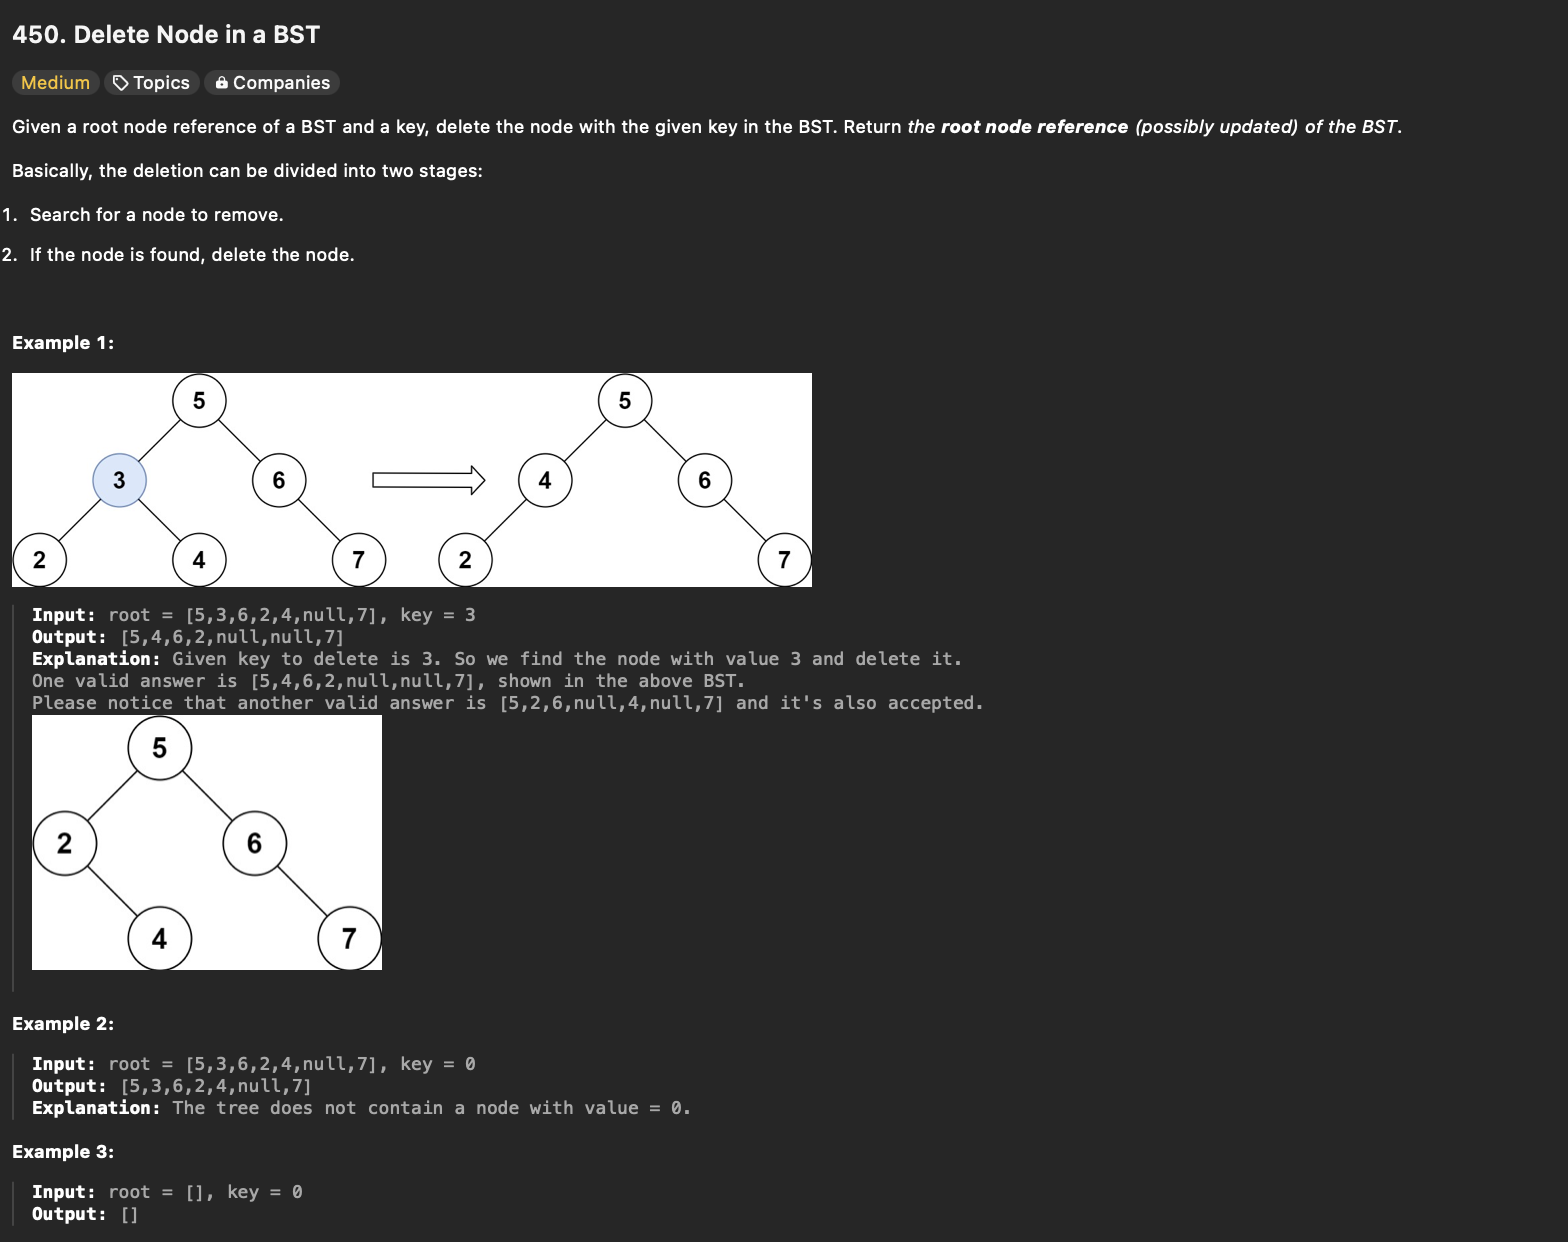 450. Delete Node in a BST
Medium Topics Companies
Given a root node reference of a BST and a key, delete the node with the given key in the BST. Return the root node reference (possibly updated) of the BST.
Basically, the deletion can be divided into two stages:
1. Search for a node to remove.
2. If the node is found, delete the node.
Example 1:
5 5
3 6 4 6
2 4 7 2 7
Input: root = [5,3,6,2,4,null,7], key = 3
Output: [5,4,6,2,null,null,7]
Explanation: Given key to delete is 3. So we find the node with value 3 and delete it.
One valid answer is [5,4,6,2,null,null,7], shown in the above BST.
Please notice that another valid answer is [5,2,6,null,4,null,7] and it's also accepted.
5
2 6
4 7
Example 2:
Input: root = [5,3,6,2,4,null,7], key = 0
Output: [5,3,6,2,4,null,7]
Explanation: The tree does not contain a node with value = 0.
Example 3:
Input: root = [], key = 0
Output: []